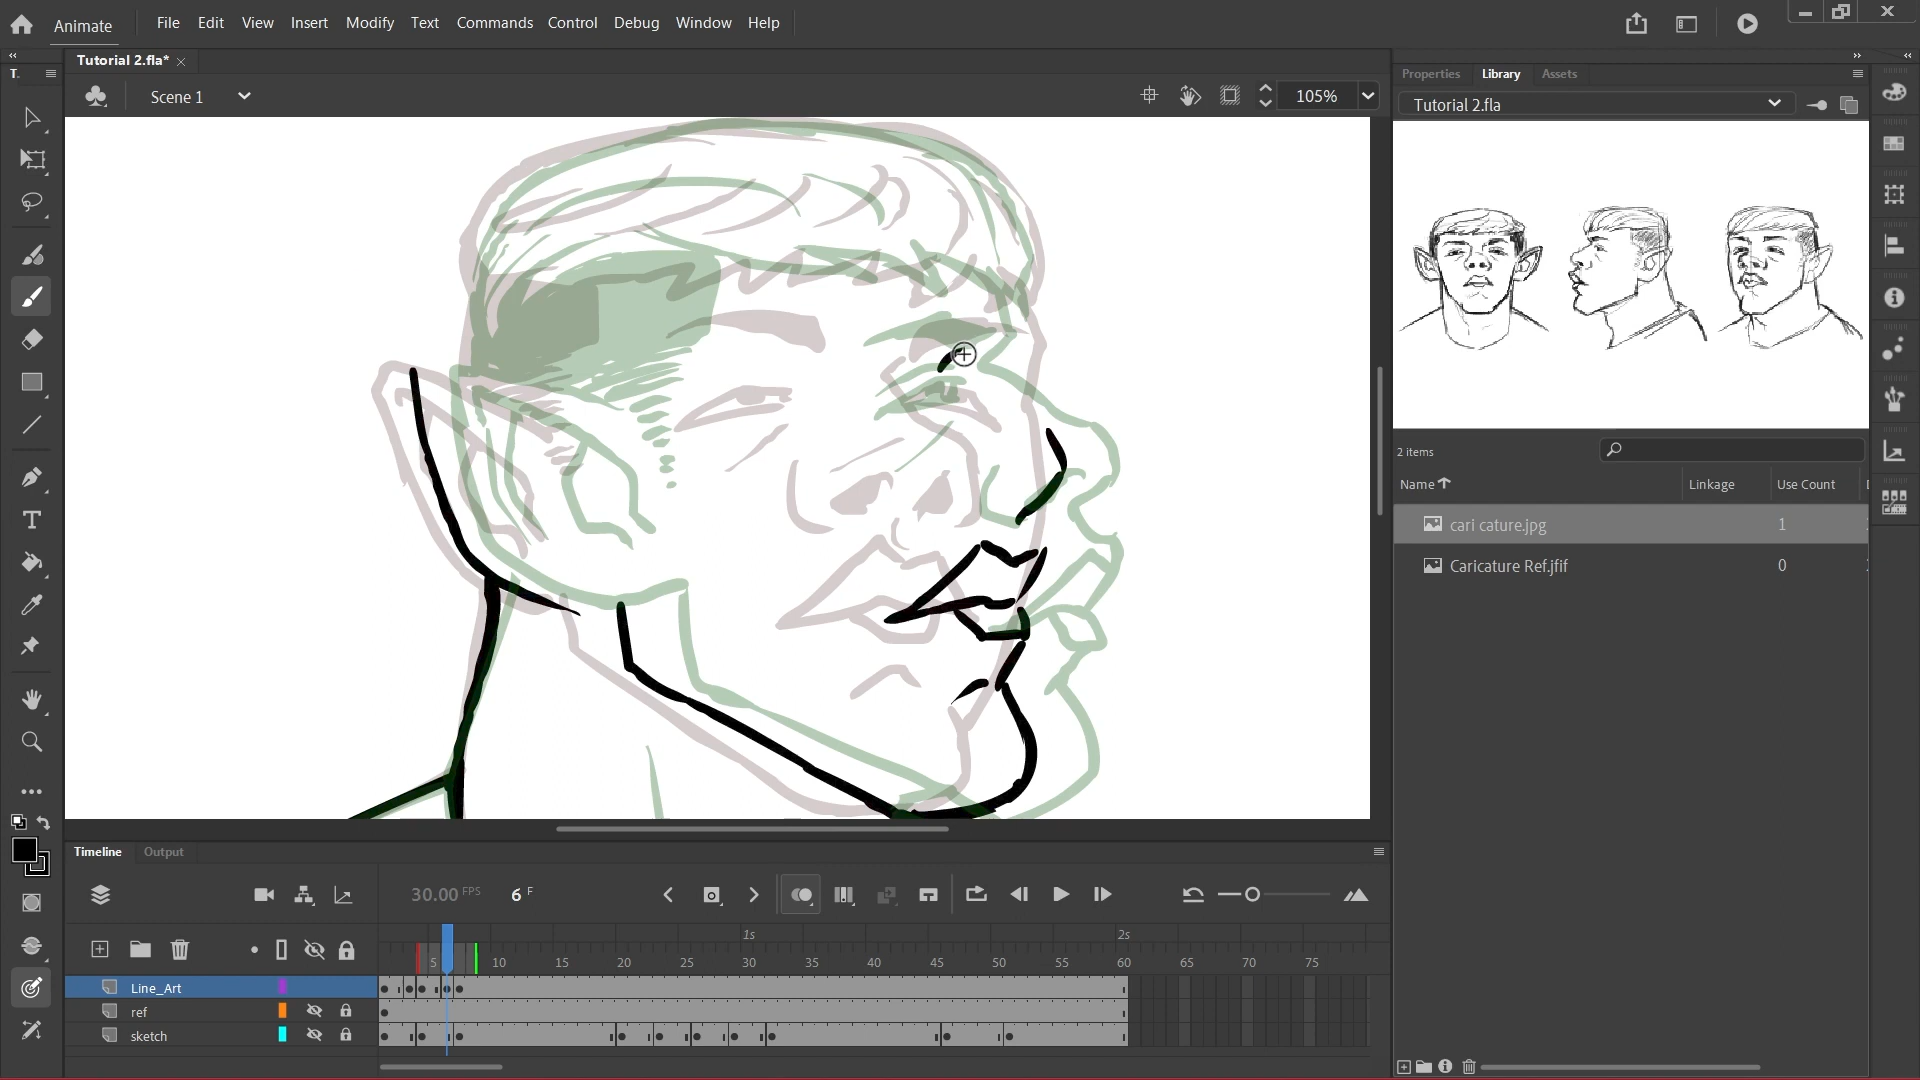 Animate File Edit View Insert Modify Text Commands Control Debug Window Help
T. Tutorial 2.fla* Properties Library Assets
Scene 1 105% Tutorial 2.fla
2 items
Name Linkage Use Count
cari cature.jpg 1
Caricature Ref.jfif 0
Timeline Output
30.00 FPS 6 F
1s 2s
5 10 15 20 25 30 35 40 45 50 55 60 65 70 75
Line_Art
ref
sketch